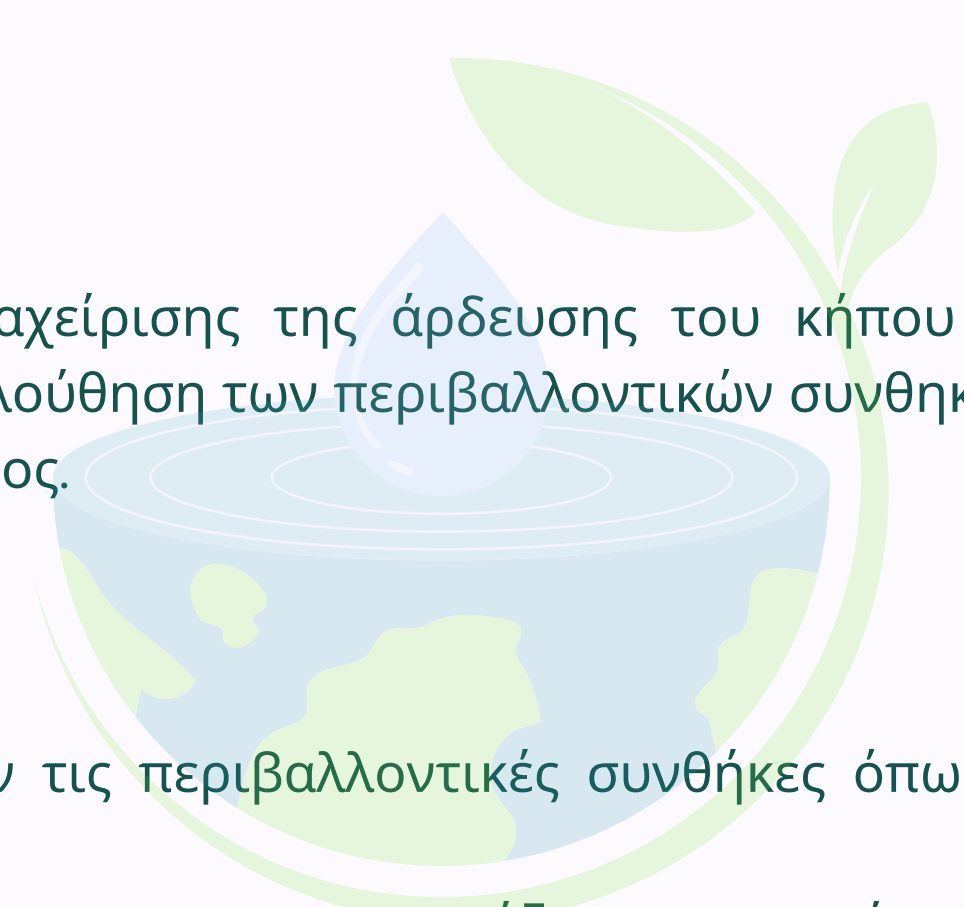 αχείρισης της άρδευσης του κήπου
λούθηση των περιβαλλοντικών συνθηκ
ος.
ν τις περιβαλλοντικές συνθήκες όπω